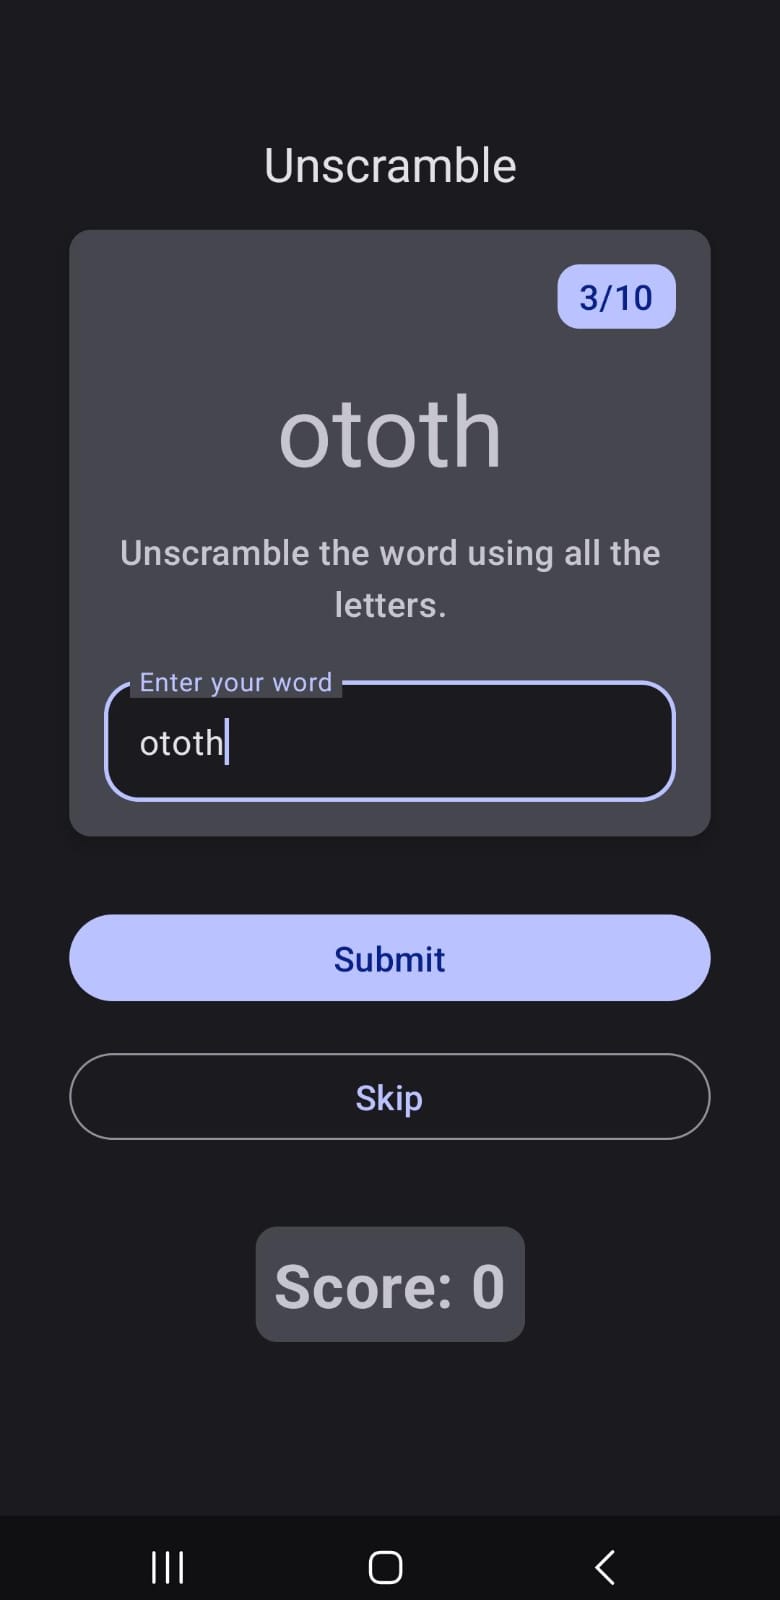 Unscramble
3/10
ototh
Unscramble the word using all the
letters.
Enter your word
ototh
Submit
Skip
Score: 0